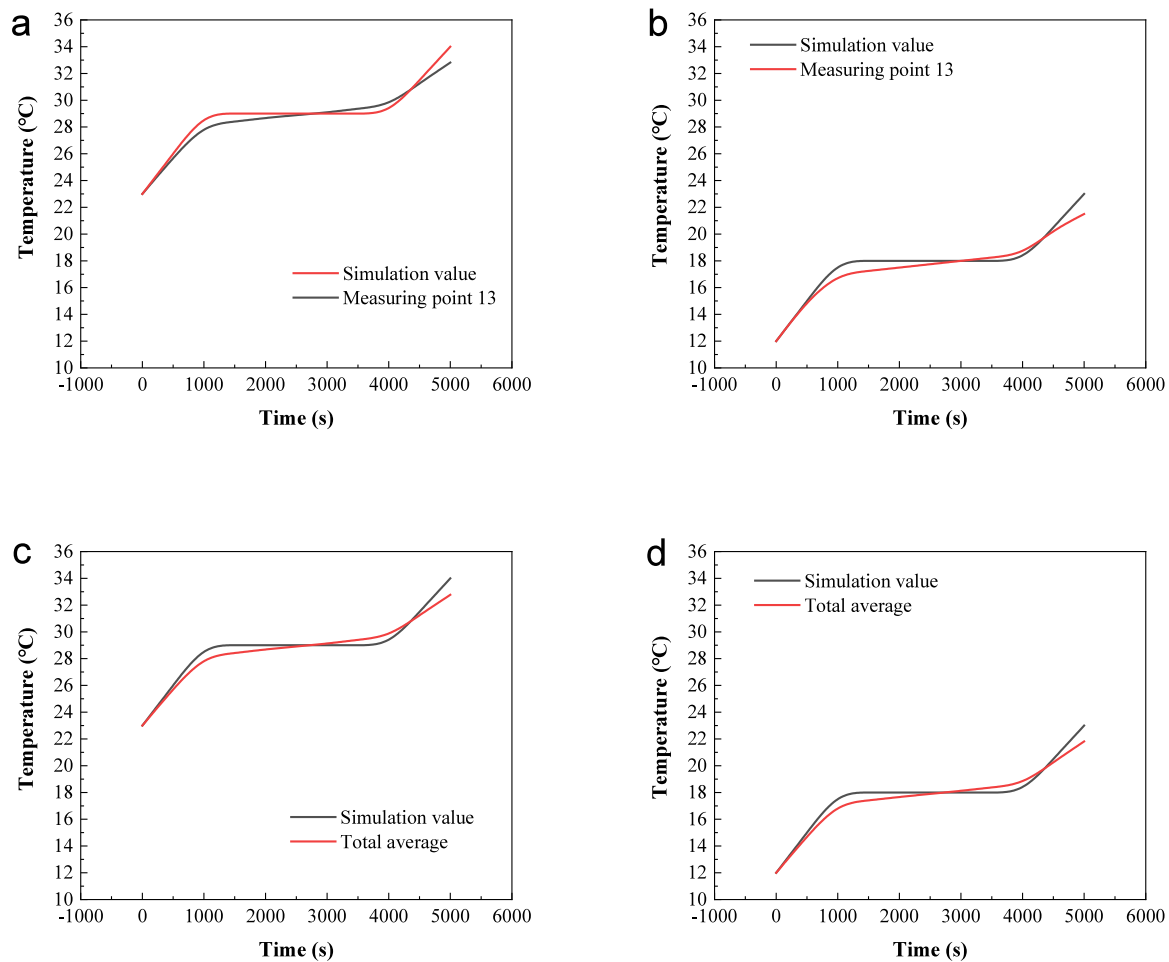 a
36
34
32
30
28
26
24
22
20
18
16
14
12
10
Temperature (°C)
Simulation value
Measuring point 13
-1000 0 1000 2000 3000 4000 5000 6000
Time (s)
b
36
34
32
30
28
26
24
22
20
18
16
14
12
10
Temperature (°C)
Simulation value
Measuring point 13
-1000 0 1000 2000 3000 4000 5000 6000
Time (s)
c
36
34
32
30
28
26
24
22
20
18
16
14
12
10
Temperature (°C)
Simulation value
Total average
-1000 0 1000 2000 3000 4000 5000 6000
Time (s)
d
36
34
32
30
28
26
24
22
20
18
16
14
12
10
Temperature (°C)
Simulation value
Total average
-1000 0 1000 2000 3000 4000 5000 6000
Time (s)